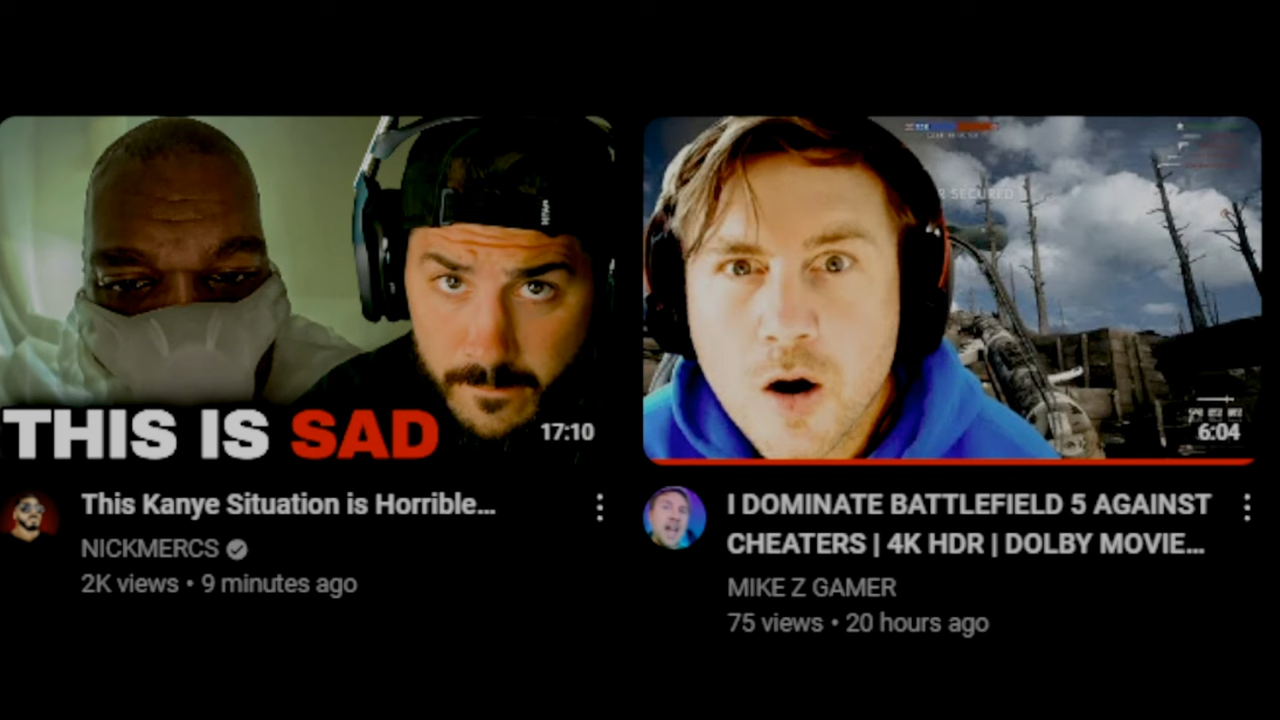 R SECURED
THIS IS SAD
17:10
6:04
This Kanye Situation is Horrible...
NICKMERCS
2K views • 9 minutes ago
I DOMINATE BATTLEFIELD 5 AGAINST
CHEATERS | 4K HDR | DOLBY MOVIE...
MIKE Z GAMER
75 views • 20 hours ago